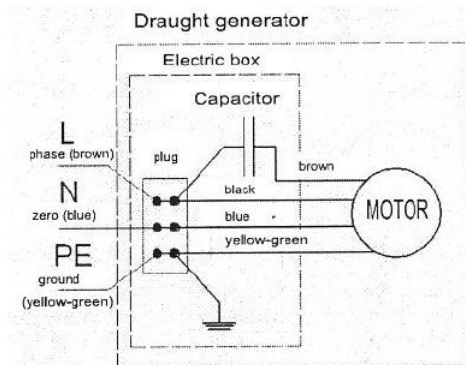 Draught generator
Electric box
Capacitor
L
phase (brown)
plug
brown
N
black
zero (blue)
blue
MOTOR
PE
yellow-green
ground
(yellow-green)